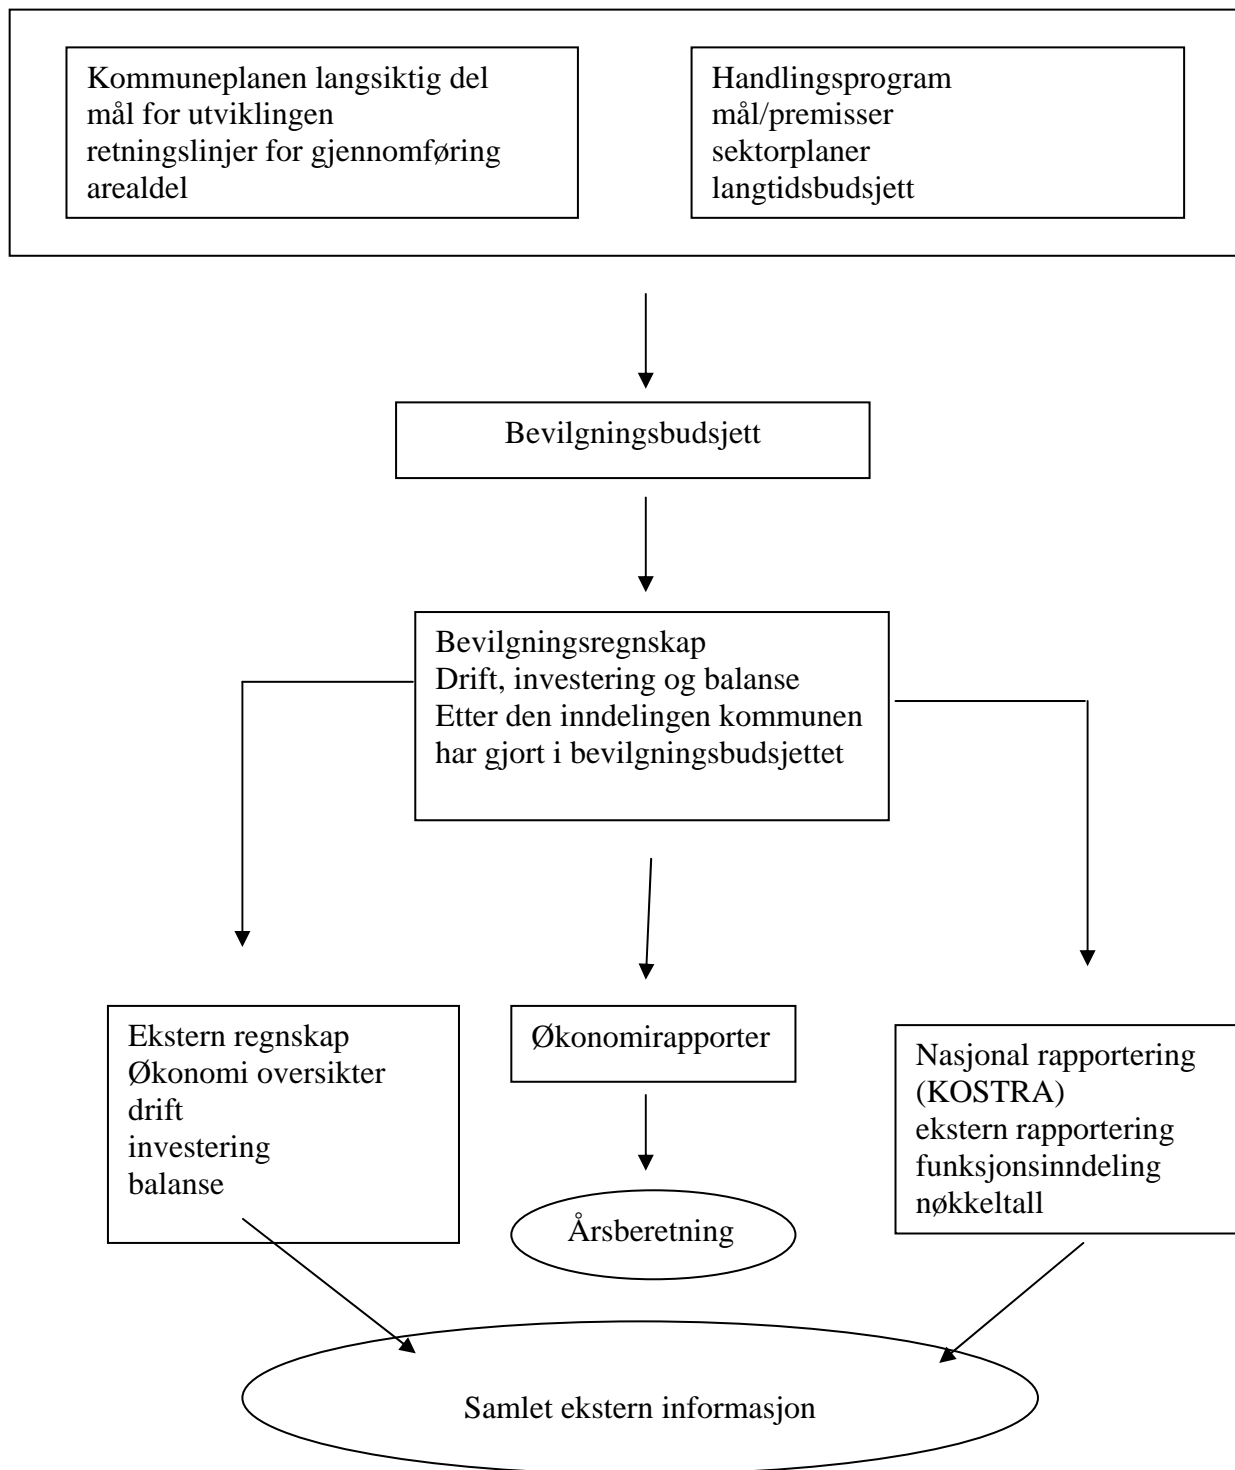 Kommuneplanen langsiktig del
mål for utviklingen
retningslinjer for gjennomføring
arealdel
Handlingsprogram
mål/premisser
sektorplaner
langtidsbudsjett
Bevilgningsbudsjett
Bevilgningsregnskap
Drift, investering og balanse
Etter den inndelingen kommunen
har gjort i bevilgningsbudsjettet
Ekstern regnskap
Økonomi oversikter
drift
investering
balanse
Økonomirapporter
Nasjonal rapportering
(KOSTRA)
ekstern rapportering
funksjonsinndeling
nøkkeltall
Årsberetning
Samlet ekstern informasjon